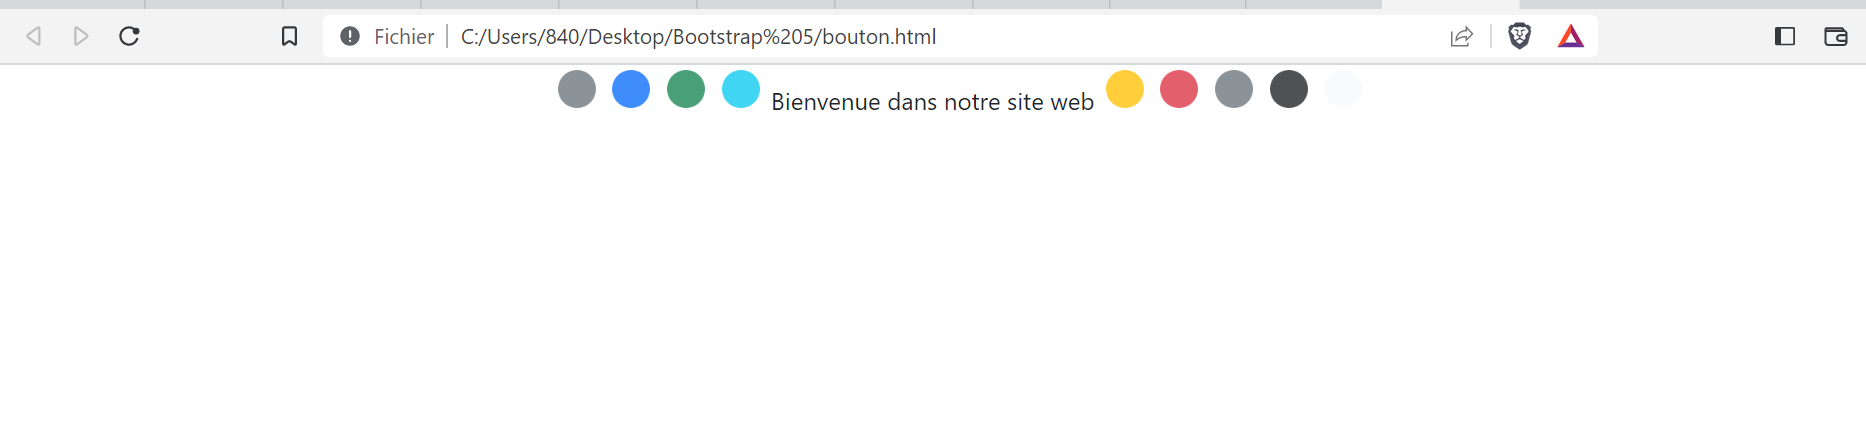 Fichier C:/Users/840/Desktop/Bootstrap%205/bouton.html
Bienvenue dans notre site web